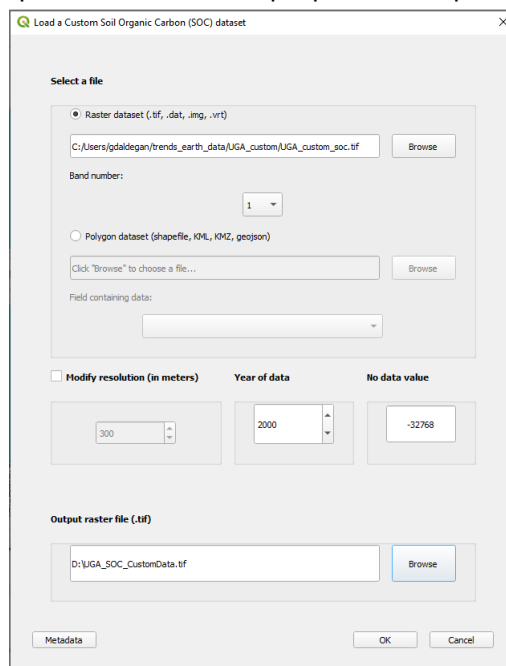 Load a Custom Soil Organic Carbon (SOC) dataset
Select a file
Raster dataset (.tif, .dat, .img, .vrt)
C:/Users/gdaldegan/trends_earth_data/UGA_custom/UGA_custom_soc.tif
Browse
Band number:
1
Polygon dataset (shapefile, KML, KMZ, geojson)
Click "Browse" to choose a file...
Browse
Field containing data:
Modify resolution (in meters)
Year of data
No data value
300
2000
-32768
Output raster file (.tif)
D:\UGA_SOC_CustomData.tif
Browse
Metadata
OK
Cancel